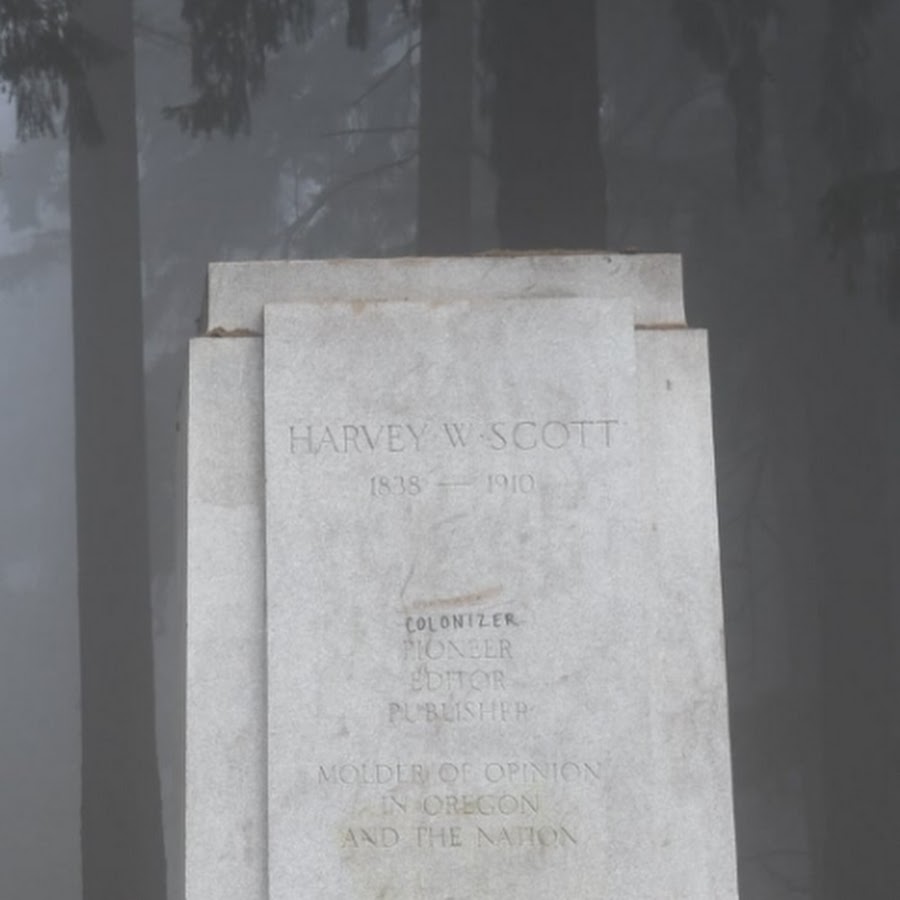 HARVEY·W·SCOTT
1838 — 1910
COLONIZER
PIONEER
EDITOR
PUBLISHER
MOLDER OF OPINION
IN OREGON
AND THE NATION